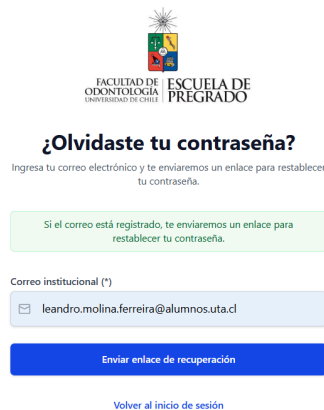 FACULTAD DE
ODONTOLOGÍA
UNIVERSIDAD DE CHILE
ESCUELA DE
PREGRADO
¿Olvidaste tu contraseña?
Ingresa tu correo electrónico y te enviaremos un enlace para restablecer
tu contraseña.
Si el correo está registrado, te enviaremos un enlace para
restablecer tu contraseña.
Correo institucional (*)
leandro.molina.ferreira@alumnos.uta.cl
Enviar enlace de recuperación
Volver al inicio de sesión